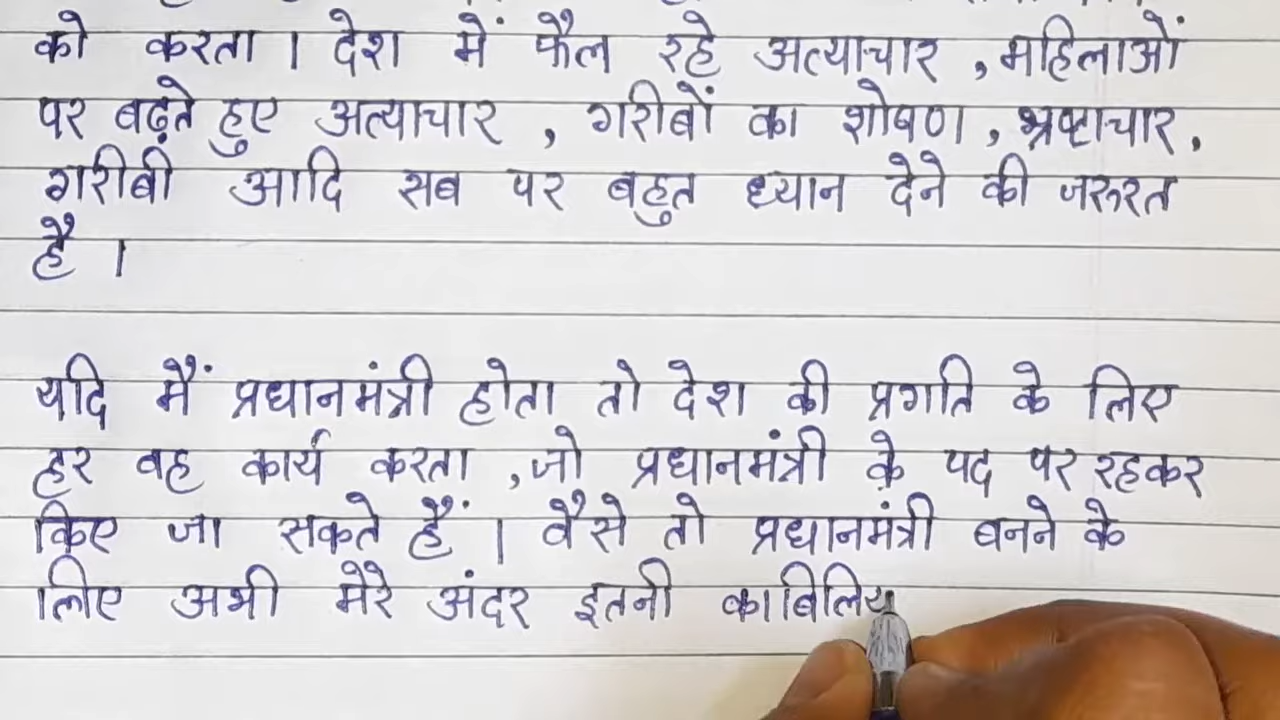 को करता । देश में फैल रहे अत्याचार , महिलाओं
पर बढ़ते हुए अत्याचार , गरीबों का शोषण , भ्रष्टाचार ,
गरीबी आदि सब पर बहुत ध्यान देने की जरूरत
है ।
यदि मैं प्रधानमंत्री होता तो देश की प्रगति के लिए
हर वह कार्य करता , जो प्रधानमंत्री के पद पर रहकर
किए जा सकते हैं । वैसे तो प्रधानमंत्री बनने के
लिए अभी मेरे अंदर इतनी काबिलिय